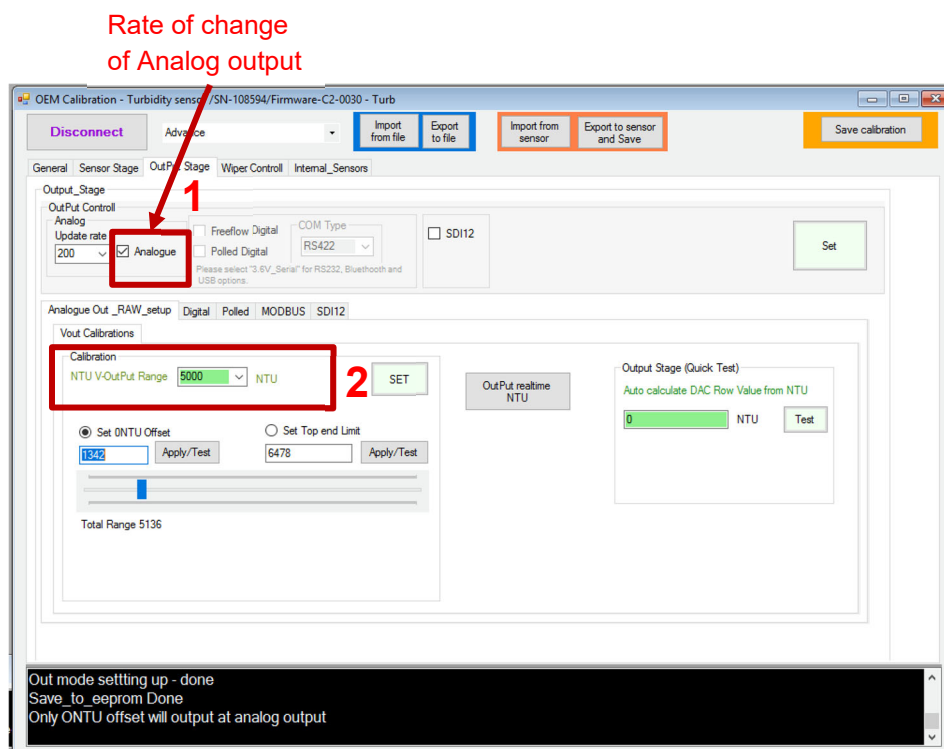 Rate of change
of Analog output
OEM Calibration - Turbidity sensor /SN-108594/Firmware-C2-0030 - Turb
Disconnect
Advance
Import from file
Export to file
Import from sensor
Export to sensor and Save
Save calibration
General Sensor Stage OutPut Stage Wiper Controll Internal_Sensors
1
Output_Stage
OutPut Controll
Analog
Update rate
200
Analogue
Freeflow Digital
Polled Digital
COM Type
RS422
Please select "3.6V_Serial" for RS232, Bluethooth and
USB options.
SDI12
Set
Analogue Out _RAW_setup Digital Polled MODBUS SDI12
Vout Calibrations
Calibration
NTU V-OutPut Range 5000 NTU
2
SET
OutPut realtime
NTU
Output Stage (Quick Test)
Auto calculate DAC Row Value from NTU
0 NTU Test
Set 0NTU Offset
Set Top end Limit
1342 Apply/Test
6478 Apply/Test
Total Range 5136
Out mode settting up - done
Save_to_eeprom Done
Only ONTU offset will output at analog output